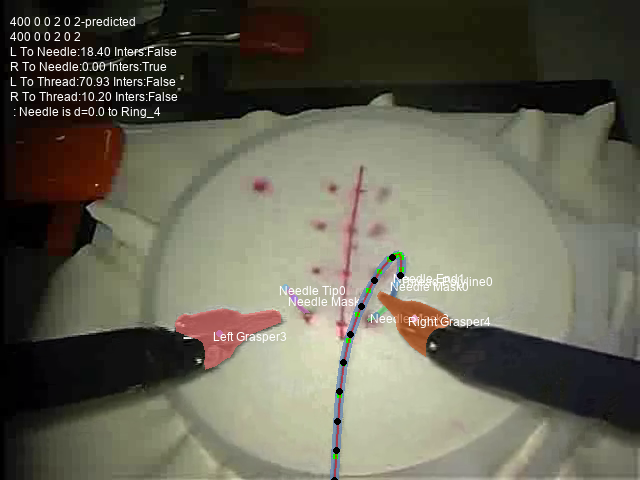 400 0 0 2 0 2-predicted
400 0 0 2 0 2
L To Needle:18.40 Inters:False
R To Needle:0.00 Inters:True
L To Thread:70.93 Inters:False
R To Thread:10.20 Inters:False
: Needle is d=0.0 to Ring_4
Needle End1
Needle Tip0
Needle Mask0
Needle Mask
Right Grasper4
Left Grasper3